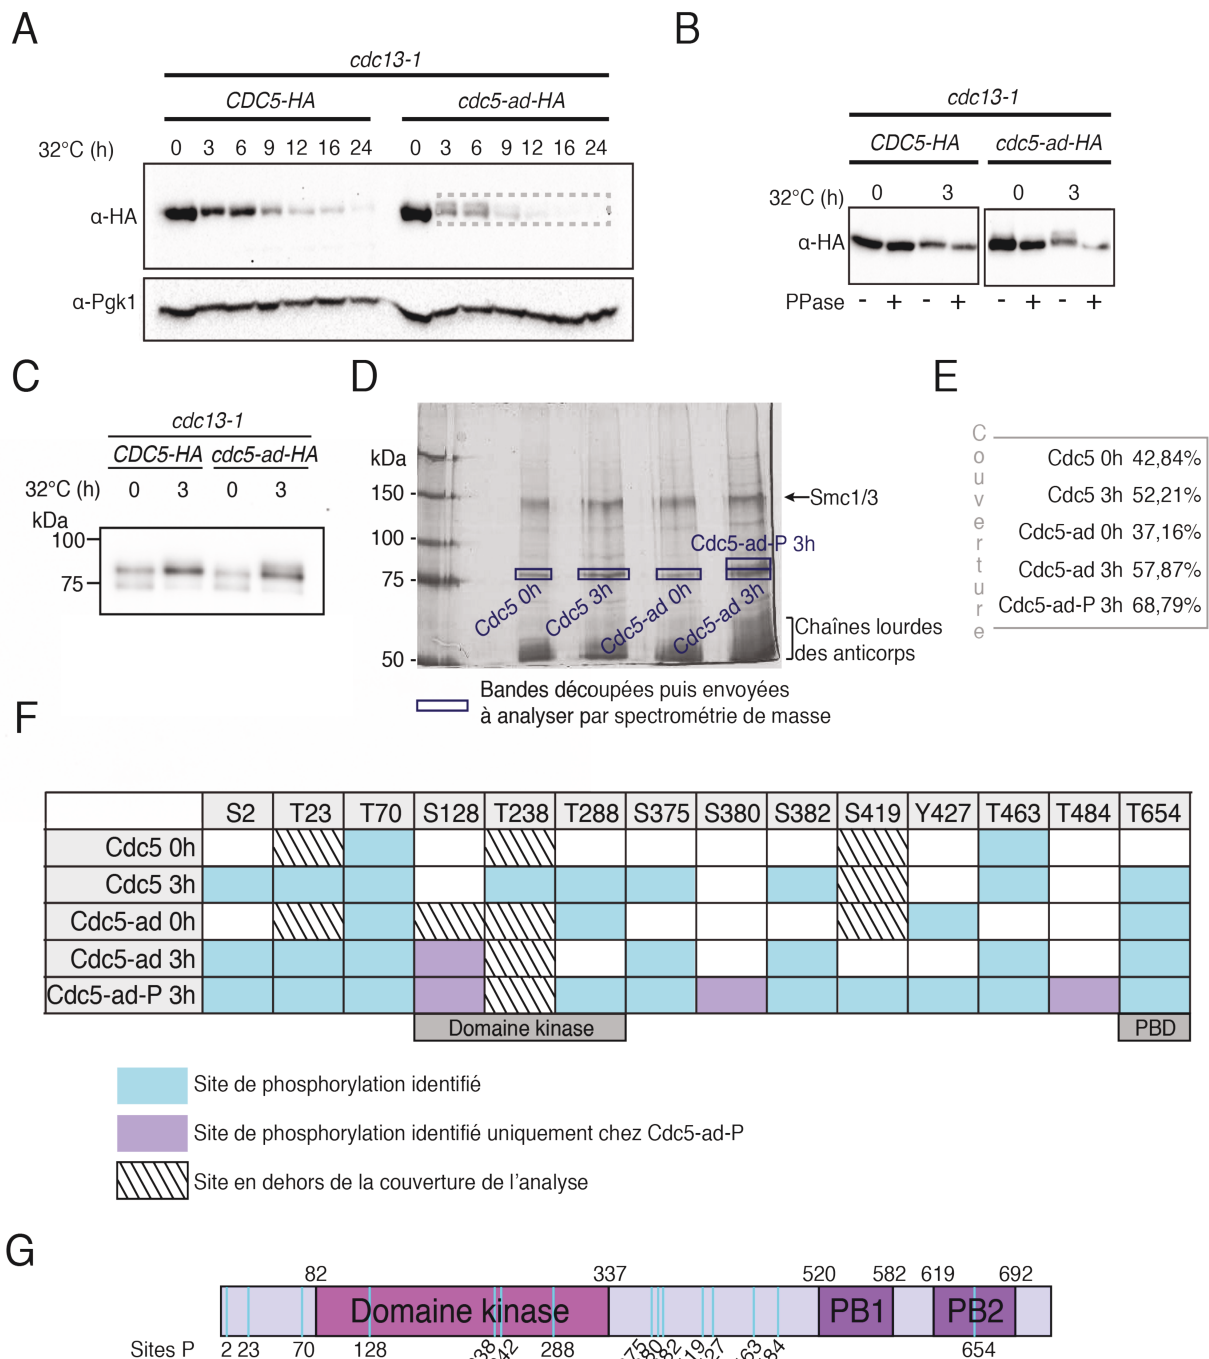 A
cdc13-1
CDC5-HA cdc5-ad-HA
32°C (h) 0 3 6 9 12 16 24 0 3 6 9 12 16 24
α-HA
α-Pgk1
B
cdc13-1
CDC5-HA cdc5-ad-HA
32°C (h) 0 3 0 3
α-HA
PPase - + - + - + - +
C
cdc13-1
CDC5-HA cdc5-ad-HA
32°C (h) 0 3 0 3
kDa
100
75
D
kDa
150
100
75
50
Smc1/3
Cdc5-ad-P 3h
Cdc5 0h
Cdc5 3h
Cdc5-ad 0h
Cdc5-ad 3h
Chaînes lourdes
des anticorps
Bandes découpées puis envoyées
à analyser par spectrométrie de masse
E
Couverture
Cdc5 0h 42,84%
Cdc5 3h 52,21%
Cdc5-ad 0h 37,16%
Cdc5-ad 3h 57,87%
Cdc5-ad-P 3h 68,79%
F
S2 T23 T70 S128 T238 T288 S375 S380 S382 S419 Y427 T463 T484 T654
Cdc5 0h
Cdc5 3h
Cdc5-ad 0h
Cdc5-ad 3h
Cdc5-ad-P 3h
Domaine kinase PBD
Site de phosphorylation identifié
Site de phosphorylation identifié uniquement chez Cdc5-ad-P
Site en dehors de la couverture de l'analyse
G
82 337 520 582 619 692
Domaine kinase PB1 PB2
Sites P 2 23 70 128 288 654